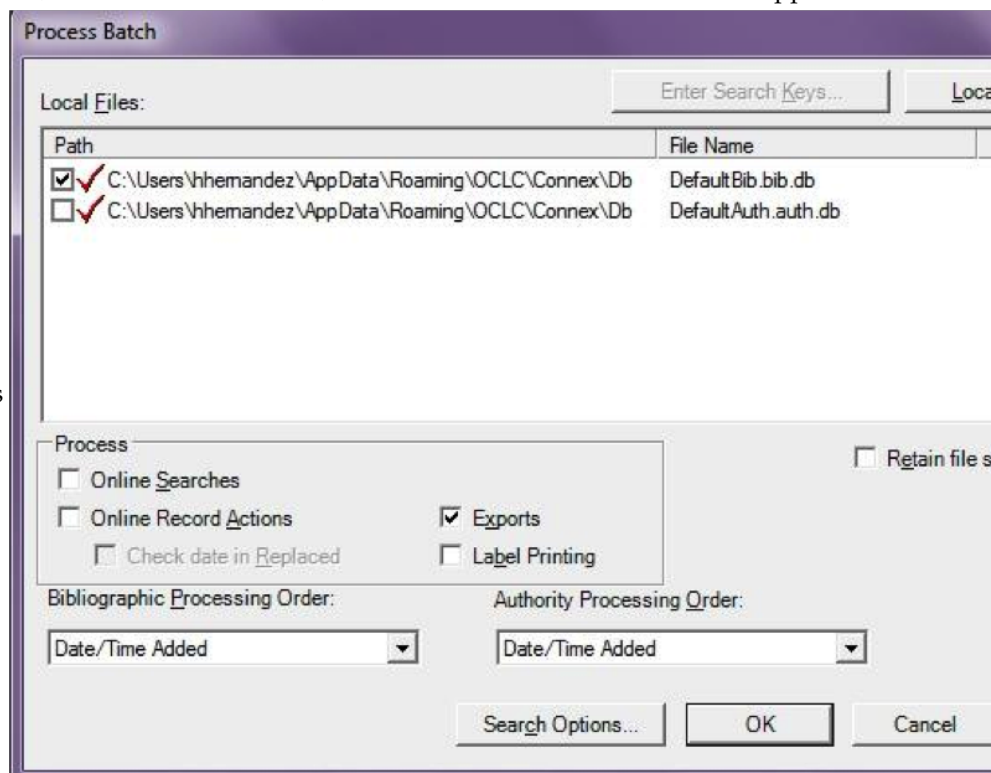 Process Batch
Local Files:
Enter Search Keys...
Loca
Path File Name
C:\Users\hhernandez\AppData\Roaming\OCLC\Connex\Db DefaultBib.bib.db
C:\Users\hhernandez\AppData\Roaming\OCLC\Connex\Db DefaultAuth.auth.db
s
Process
Retain file s
Online Searches
Online Record Actions Exports
Check date in Replaced Label Printing
Bibliographic Processing Order: Authority Processing Order:
Date/Time Added Date/Time Added
Search Options... OK Cancel